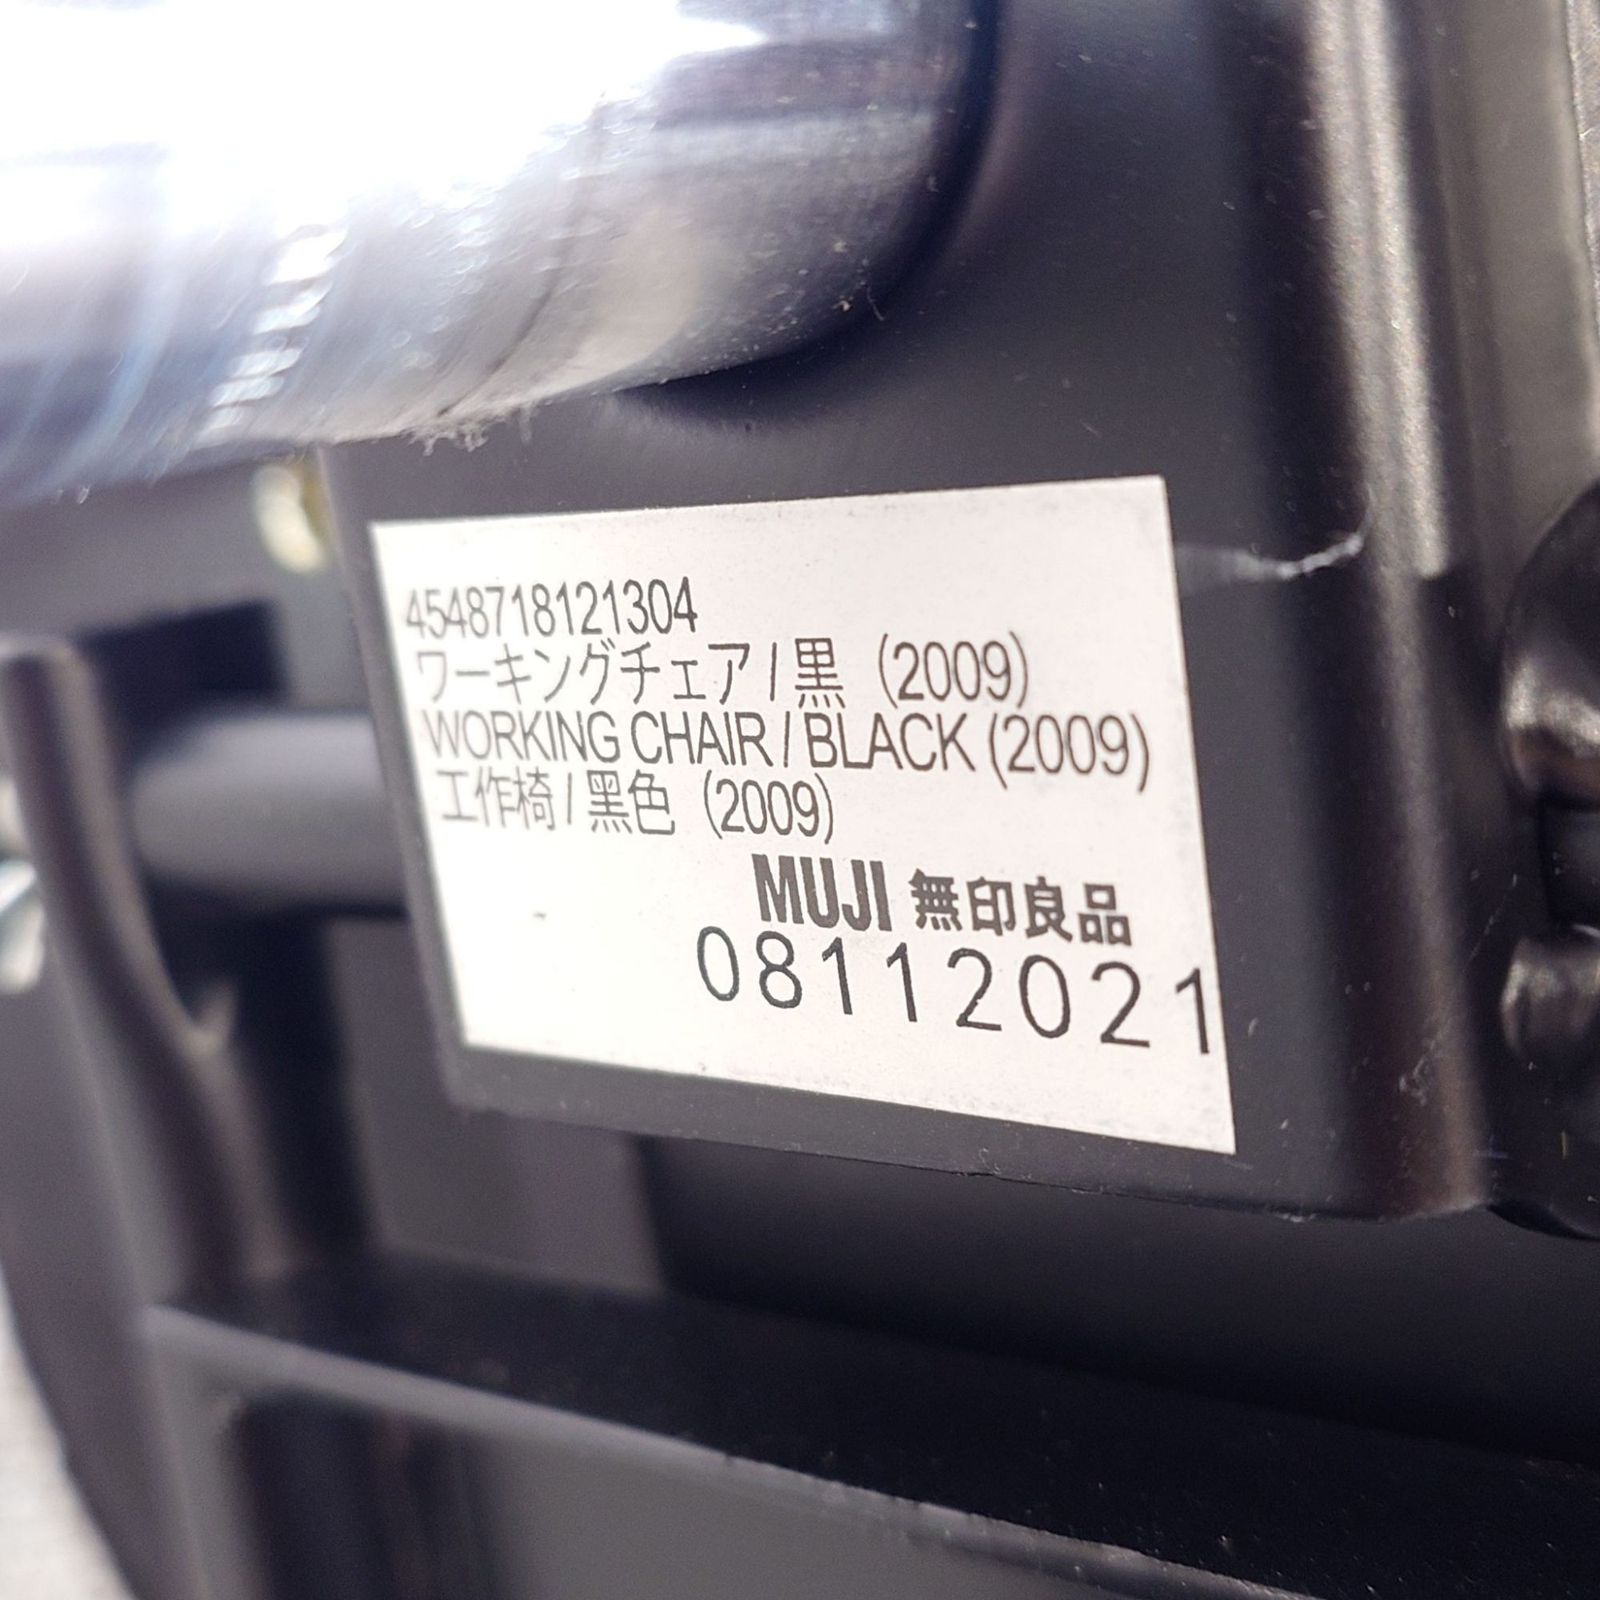 4548718121304
ワーキングチェア / 黒 (2009)
WORKING CHAIR / BLACK (2009)
工作椅 / 黑色 (2009)
MUJI 無印良品
08112021